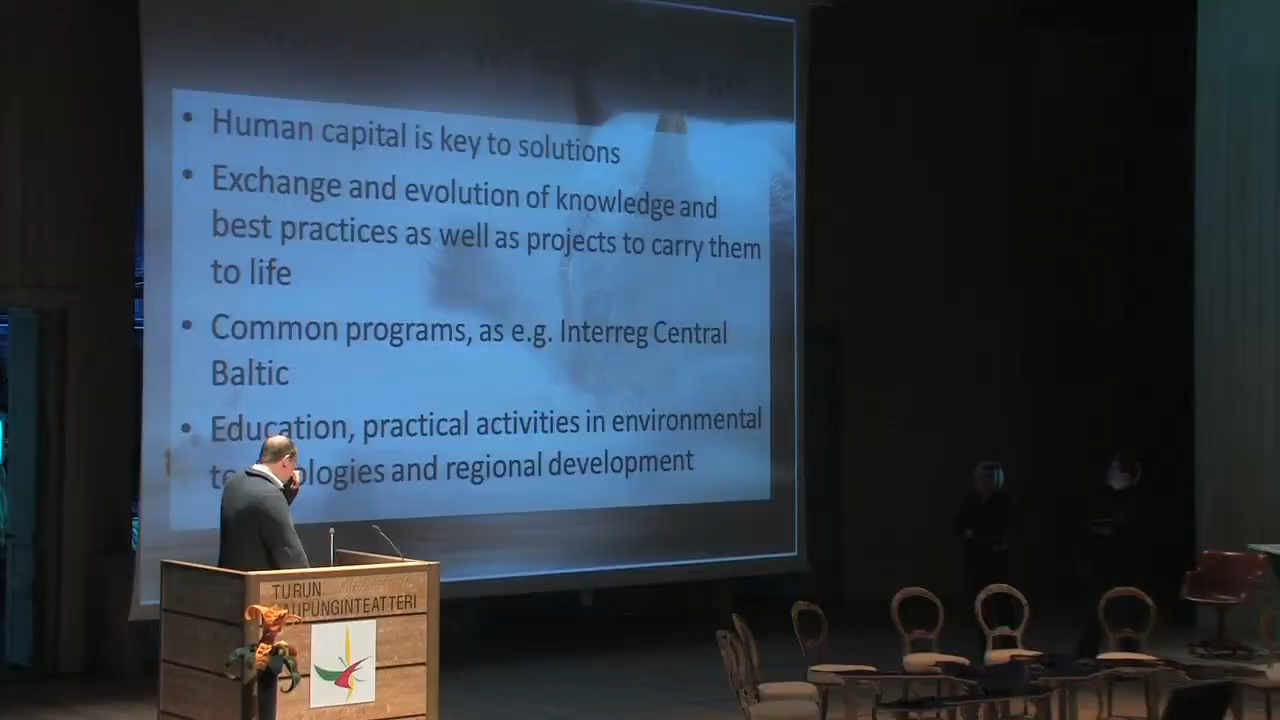 • Human capital is key to solutions
• Exchange and evolution of knowledge and
best practices as well as projects to carry them
to life
• Common programs, as e.g. Interreg Central
Baltic
• Education, practical activities in environmental
and regional development
TURUN